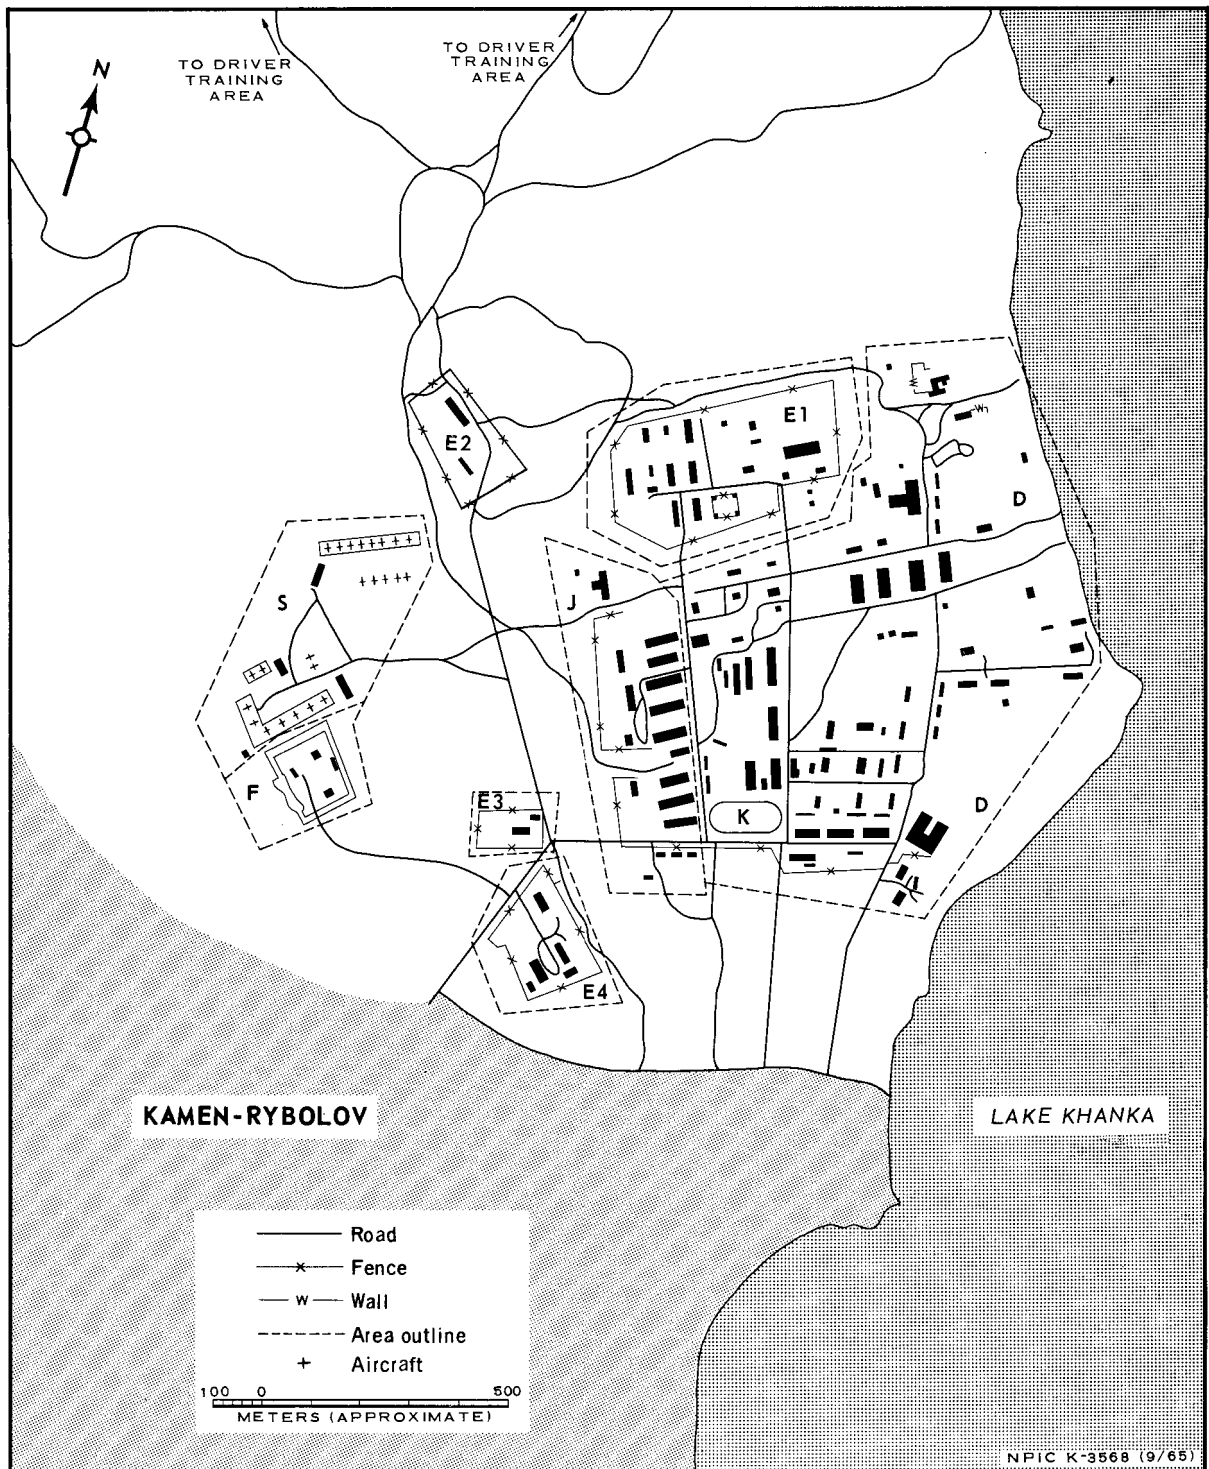 N
TO DRIVER
TRAINING
AREA
TO DRIVER
TRAINING
AREA
E1
E2
D
S
J
F
E3
K
D
E4
KAMEN-RYBOLOV
LAKE KHANKA
Road
Fence
W Wall
Area outline
Aircraft
100 0 500
METERS (APPROXIMATE)
NPIC K-3568 (9/65)